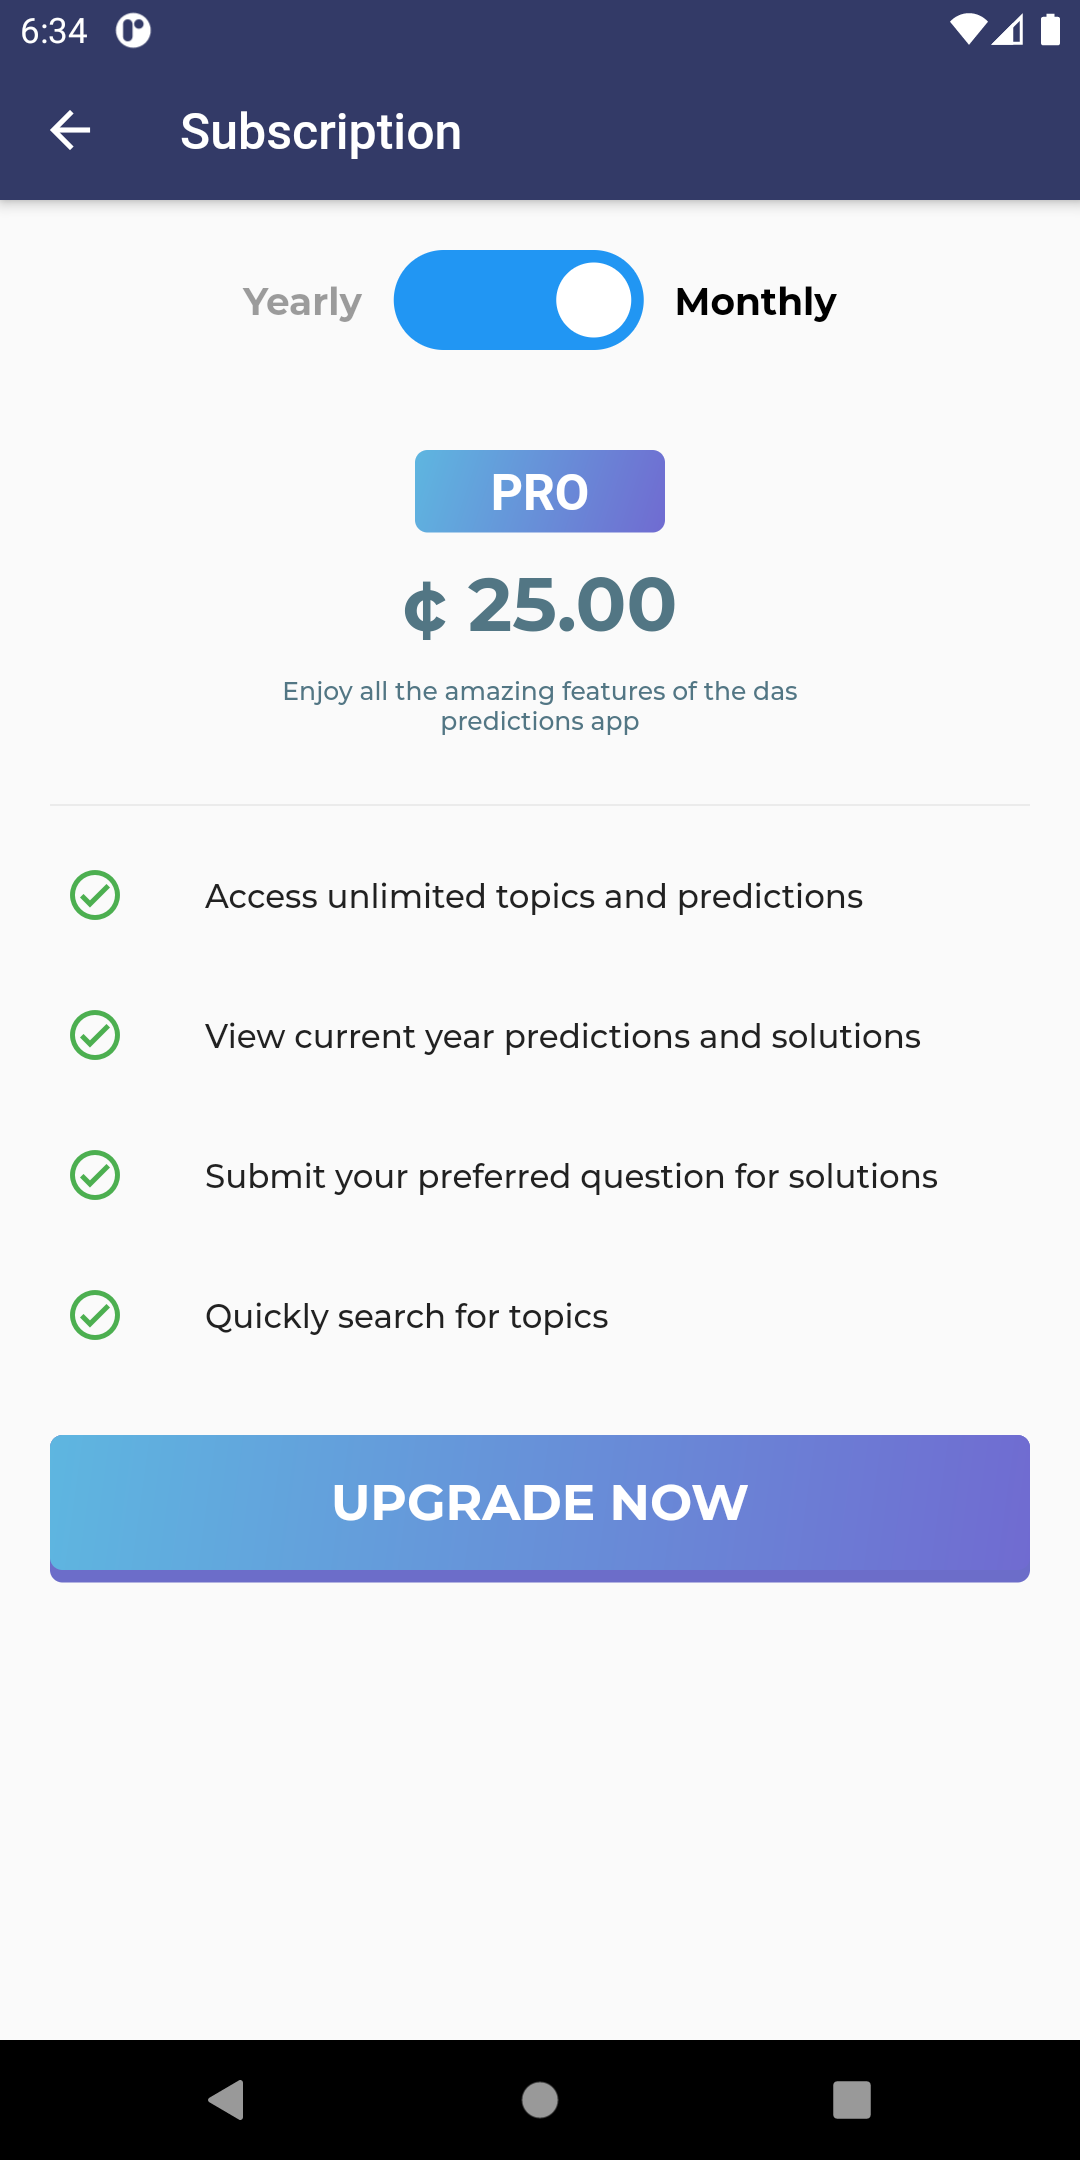 6:34
Subscription
Yearly
Monthly
PRO
¢ 25.00
Enjoy all the amazing features of the das
predictions app
Access unlimited topics and predictions
View current year predictions and solutions
Submit your preferred question for solutions
Quickly search for topics
UPGRADE NOW